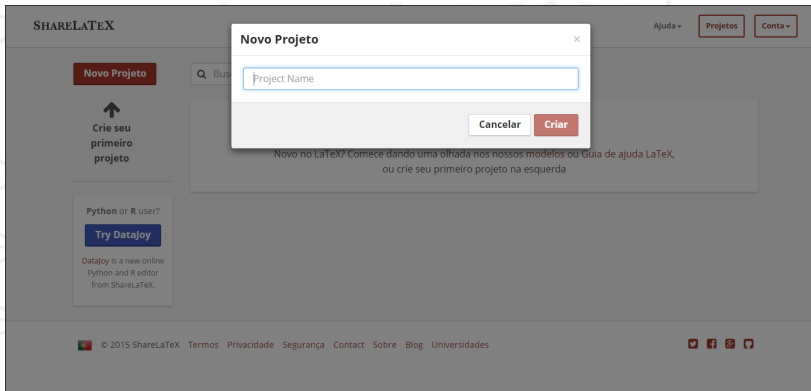 SHARELATEX
Ajuda
Projetos
Conta
Novo Projeto
×
Project Name
Cancelar
Criar
Novo Projeto
Bus
Crie seu
primeiro
projeto
Novo no LaTeX? Comece dando uma olhada nos nossos modelos ou Guia de ajuda LaTeX,
ou crie seu primeiro projeto na esquerda
Python or R user?
Try DataJoy
DataJoy is a new online
Python and R editor
from ShareLaTeX.
© 2015 ShareLaTeX Termos Privacidade Segurança Contact Sobre Blog Universidades